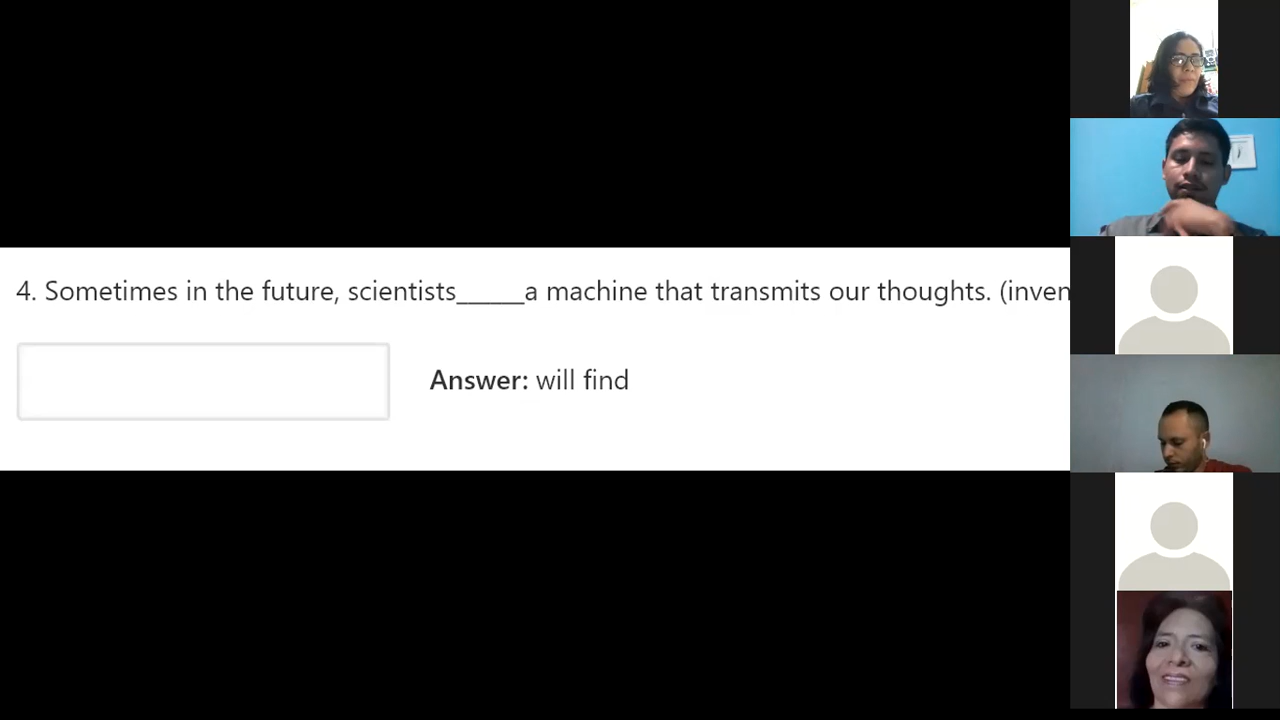 4. Sometimes in the future, scientists______a machine that transmits our thoughts. (inven
Answer: will find